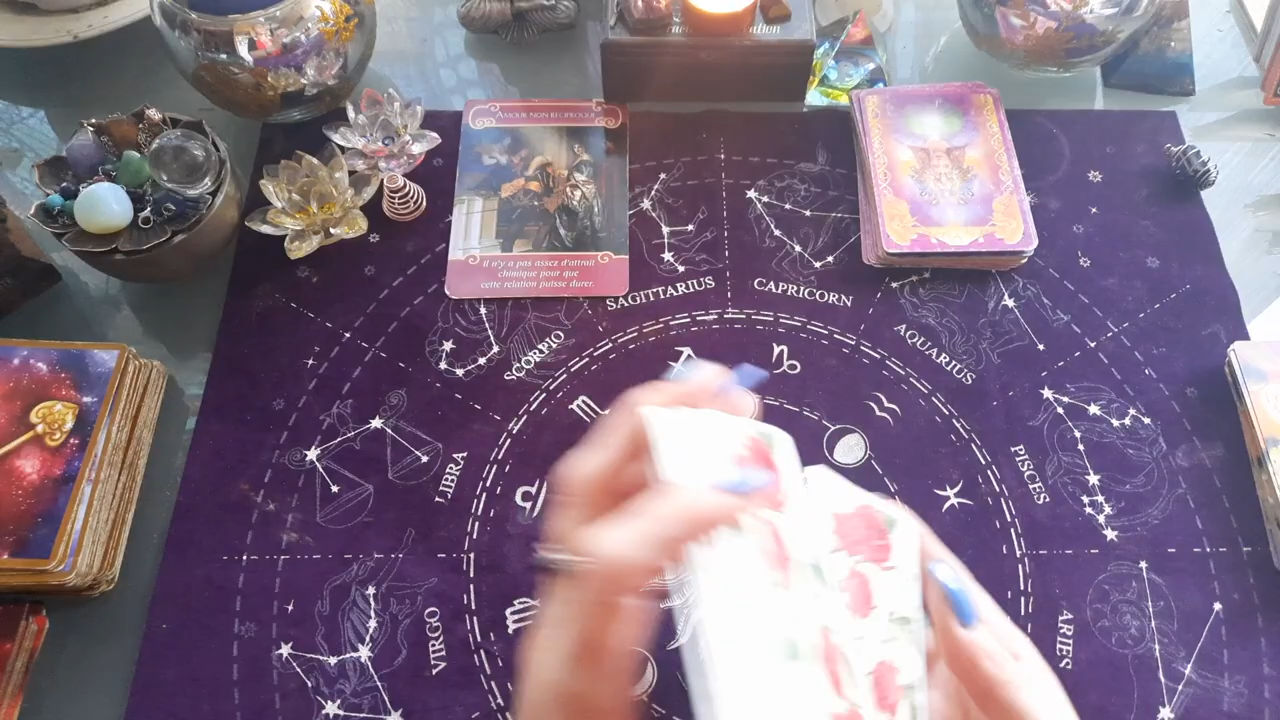 AMOUR NON RÉCIPROQUE
Il n'y a pas assez d'attrait
chimique pour que
cette relation puisse durer.
SAGITTARIUS
CAPRICORN
SCORPIO
AQUARIUS
LIBRA
PISCES
VIRGO
ARIES